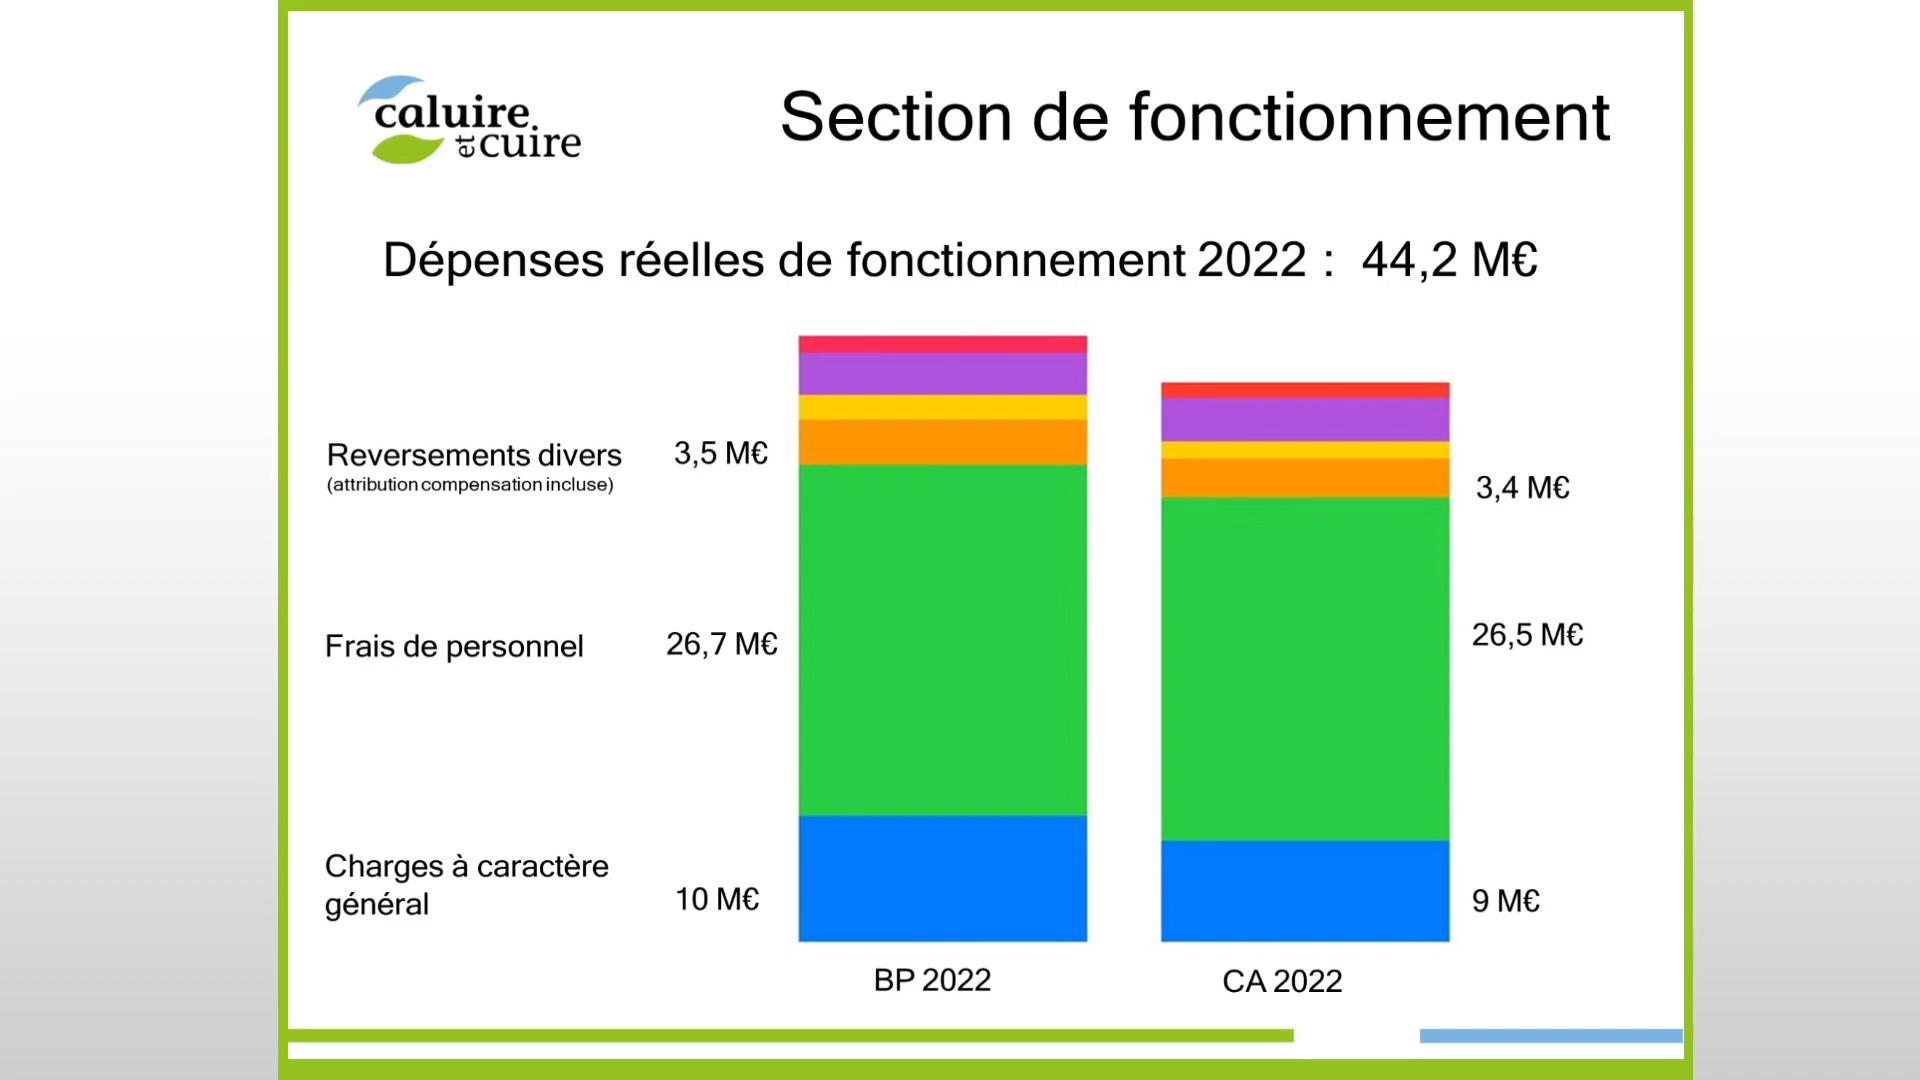 caluire
et cuire
Section de fonctionnement
Dépenses réelles de fonctionnement 2022 : 44,2 M€
Reversements divers 3,5 M€
(attribution compensation incluse)
3,4 M€
Frais de personnel 26,7 M€
26,5 M€
Charges à caractère
général
10 M€
9 M€
BP 2022
CA 2022